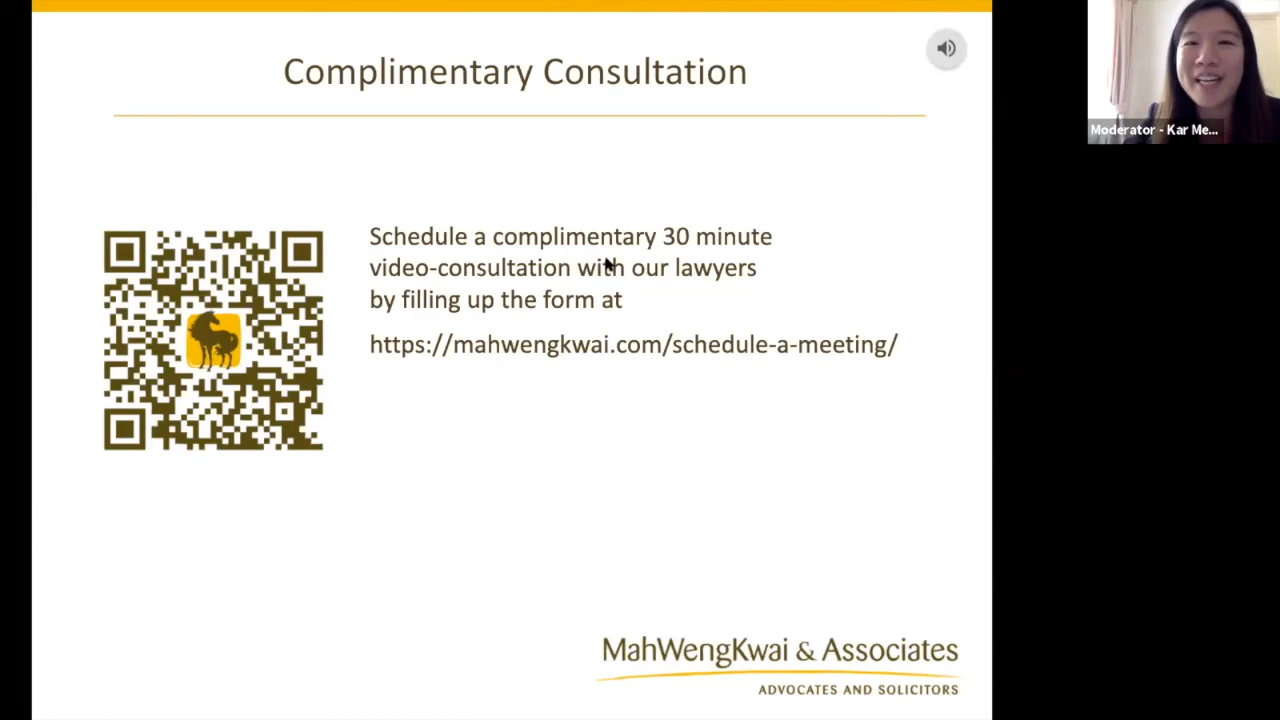 Complimentary Consultation
Moderator - Kar Me...
Schedule a complimentary 30 minute
video-consultation with our lawyers
by filling up the form at
https://mahwengkwai.com/schedule-a-meeting/
MahWengKwai & Associates
ADVOCATES AND SOLICITORS